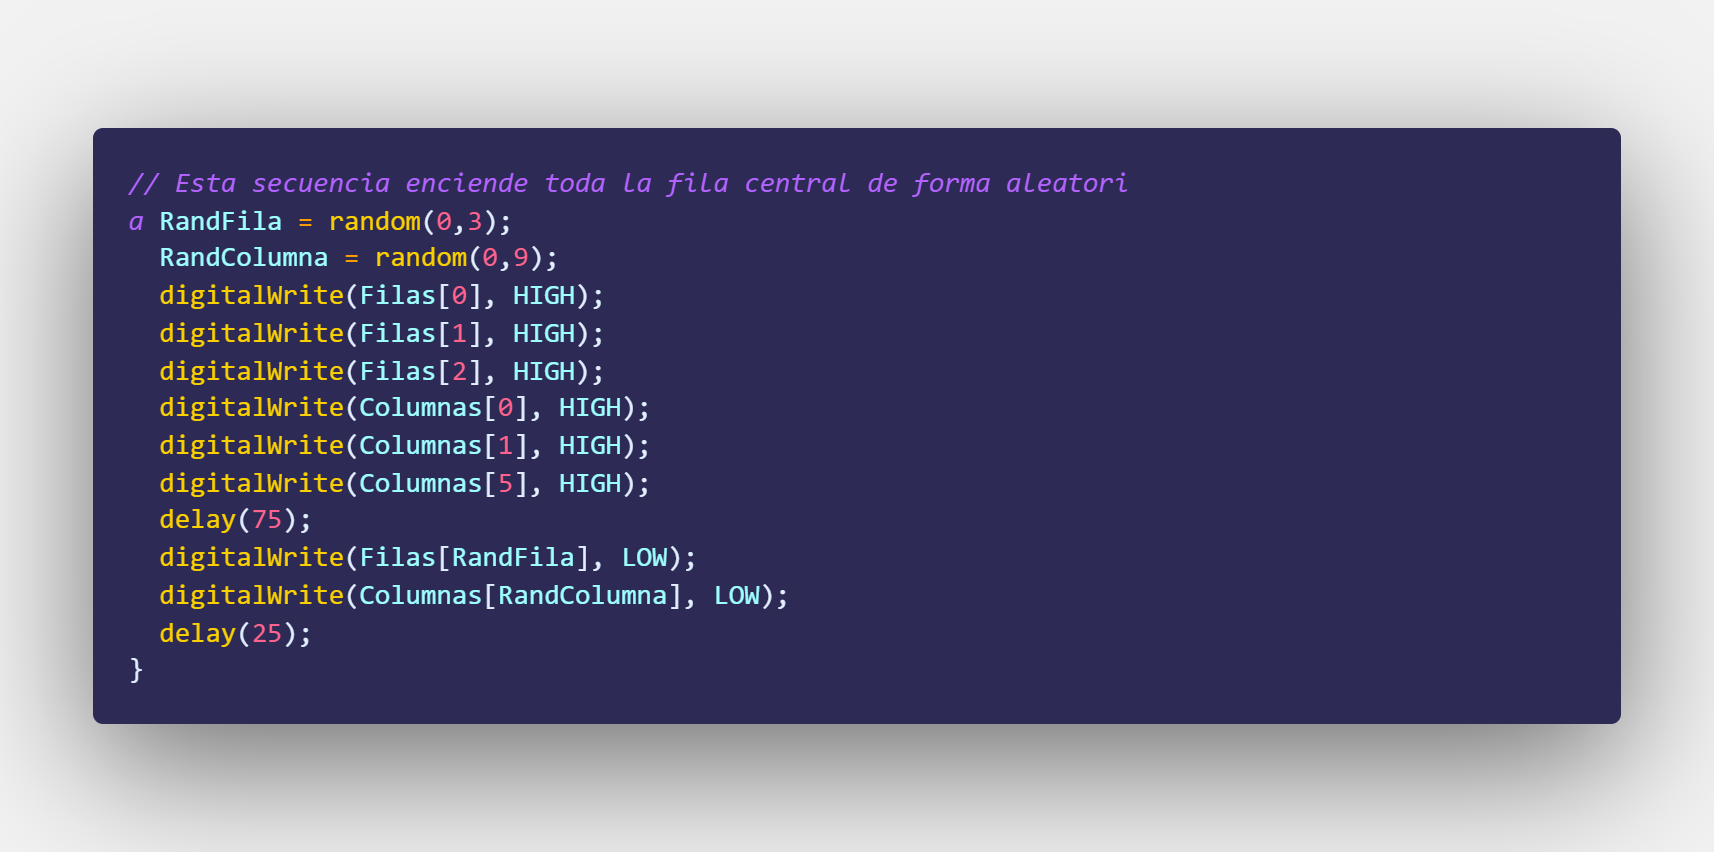 // Esta secuencia enciende toda la fila central de forma aleatori
a RandFila = random(0,3);
  RandColumna = random(0,9);
  digitalWrite(Filas[0], HIGH);
  digitalWrite(Filas[1], HIGH);
  digitalWrite(Filas[2], HIGH);
  digitalWrite(Columnas[0], HIGH);
  digitalWrite(Columnas[1], HIGH);
  digitalWrite(Columnas[5], HIGH);
  delay(75);
  digitalWrite(Filas[RandFila], LOW);
  digitalWrite(Columnas[RandColumna], LOW);
  delay(25);
}